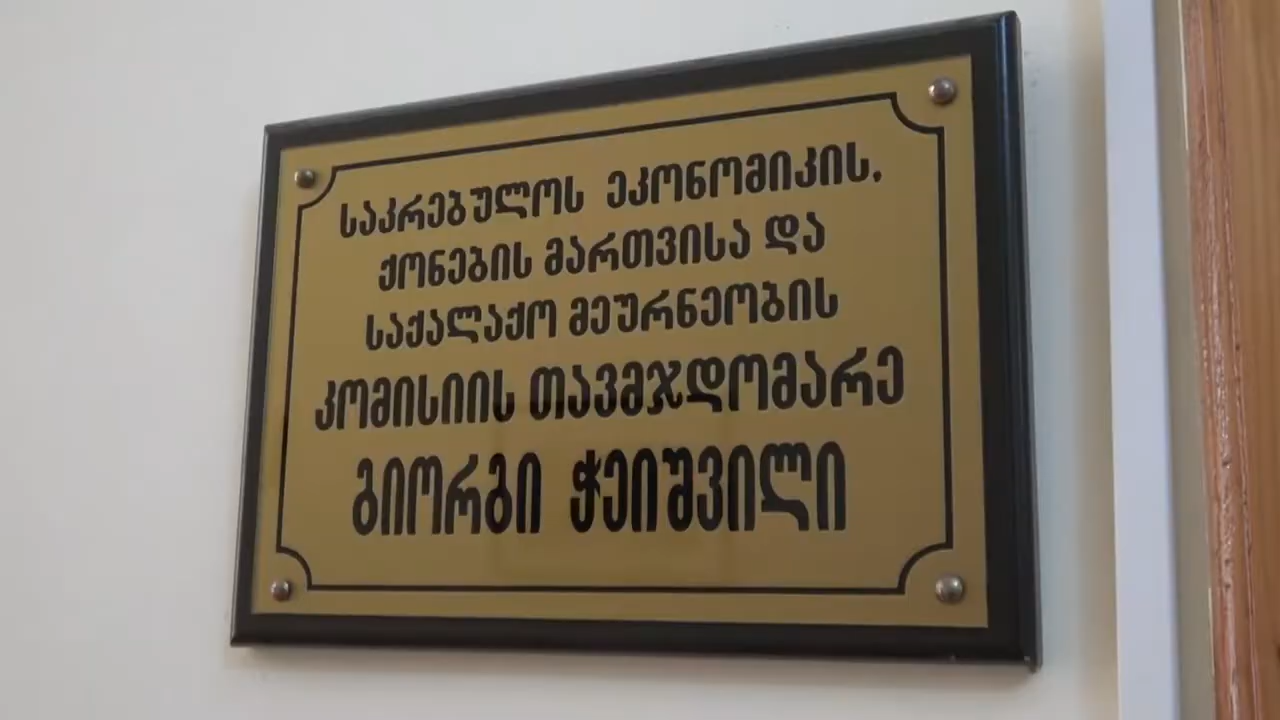 საკრებულოს ეკონომიკის,
ქონების მართვისა და
საქალაქო მეურნეობის
კომისიის თავმჯდომარე
გიორგი ჭეიშვილი